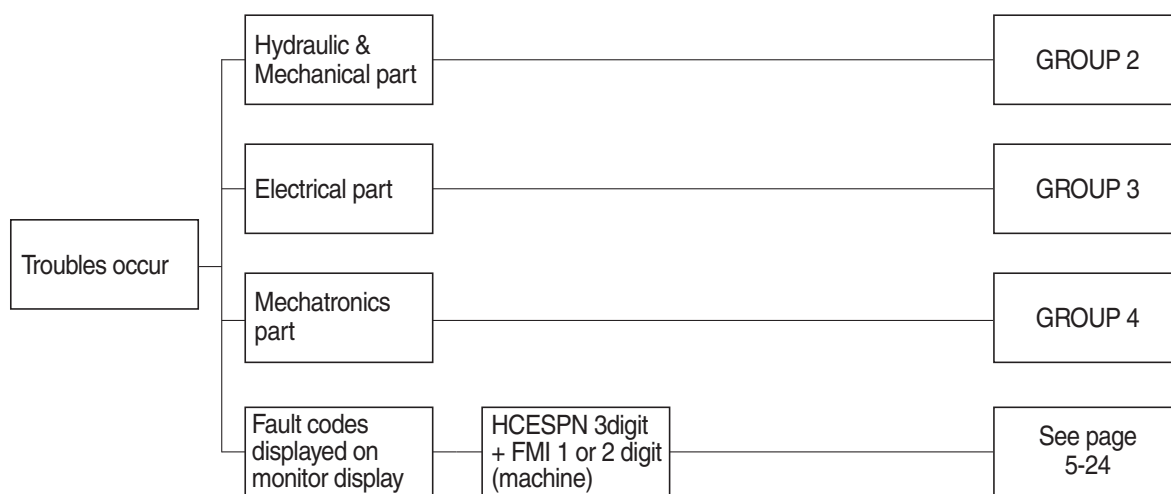 Troubles occur
Hydraulic &
Mechanical part
GROUP 2
Electrical part
GROUP 3
Mechatronics
part
GROUP 4
Fault codes
displayed on
monitor display
HCESPN 3digit
+ FMI 1 or 2 digit
(machine)
See page
5-24